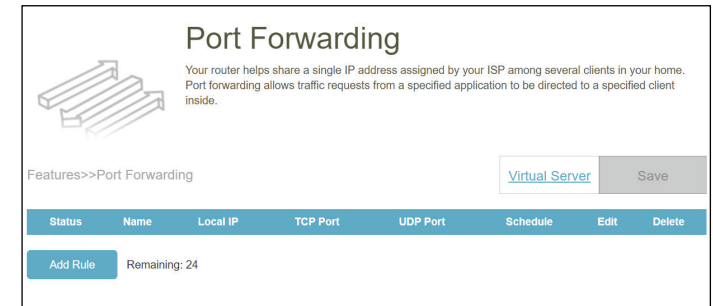 Port Forwarding
Your router helps share a single IP address assigned by your ISP among several clients in your home.
Port forwarding allows traffic requests from a specified application to be directed to a specified client
inside.
Features>>Port Forwarding
Virtual Server
Save
Status Name Local IP TCP Port UDP Port Schedule Edit Delete
Add Rule Remaining: 24